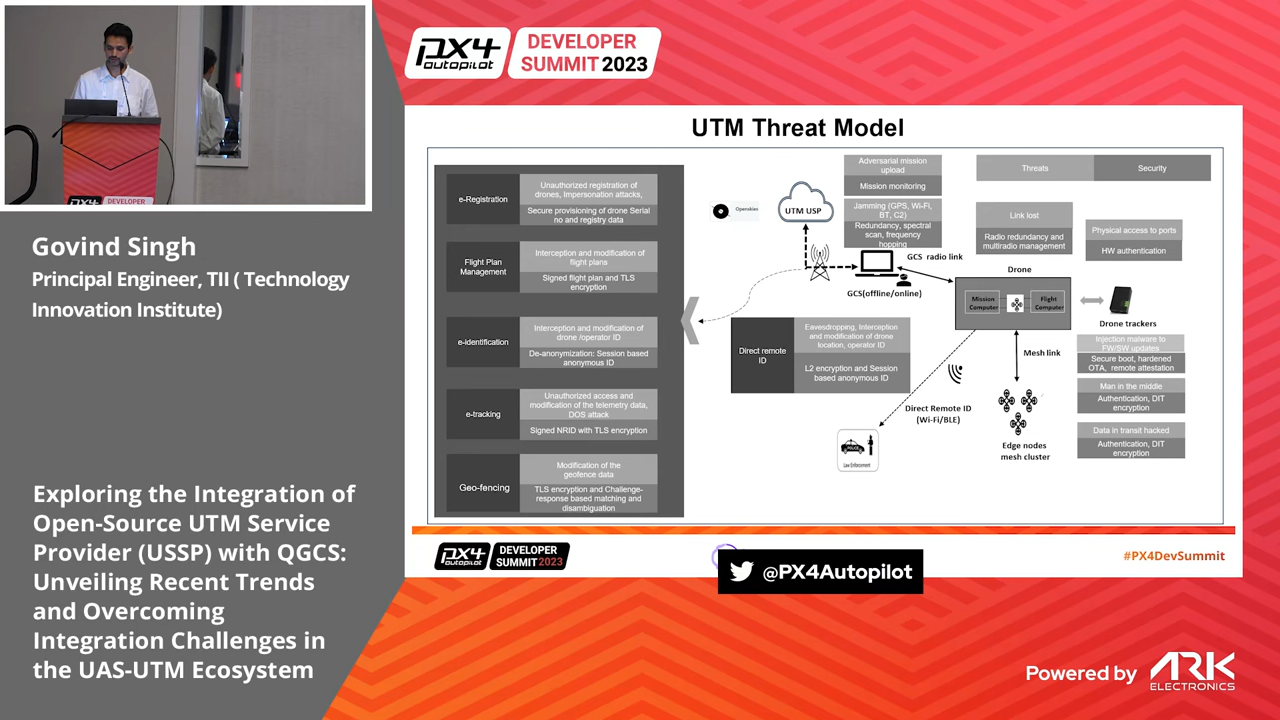 PX4
autopilot
DEVELOPER
SUMMIT 2023
Govind Singh
Principal Engineer, TII ( Technology
Innovation Institute)
Exploring the Integration of
Open-Source UTM Service
Provider (USSP) with QGCS:
Unveiling Recent Trends
and Overcoming
Integration Challenges in
the UAS-UTM Ecosystem
UTM Threat Model
e-Registration
Unauthorized registration of
drones, Impersonation attacks,
Secure provisioning of drone Serial
no and registry data
Flight Plan
Management
Interception and modification of
flight plans
Signed flight plan and TLS
encryption
e-identification
Interception and modification of
drone /operator ID
De-anonymization: Session based
anonymous ID
e-tracking
Unauthorized access and
modification of the telemetry data,
DOS attack
Signed NRID with TLS encryption
Geo-fencing
Modification of the
geofence data
TLS encryption and Challenge-
response based matching and
disambiguation
Openskies
UTM USP
Adversarial mission
upload
Mission monitoring
Jamming (GPS, Wi-Fi,
BT, C2)
Redundancy, spectral
scan, frequency
hopping
Threats
Security
Link lost
Radio redundancy and
multiradio management
Physical access to ports
HW authentication
GCS radio link
GCS(offline/online)
Drone
Mission
Computer
Flight
Computer
Drone trackers
Direct remote
ID
Eavesdropping, Interception
and modification of drone
location, operator ID
L2 encryption and Session
based anonymous ID
Mesh link
Direct Remote ID
(Wi-Fi/BLE)
POLICE
Law Enforcement
Edge nodes
mesh cluster
Injection malware to
FW/SW updates
Secure boot, hardened
OTA, remote attestation
Man in the middle
Authentication, DIT
encryption
Data in transit hacked
Authentication, DIT
encryption
PX4
autopilot
DEVELOPER
SUMMIT 2023
@PX4Autopilot
#PX4DevSummit
Powered by ARK
ELECTRONICS
PX4 DEVELOPER